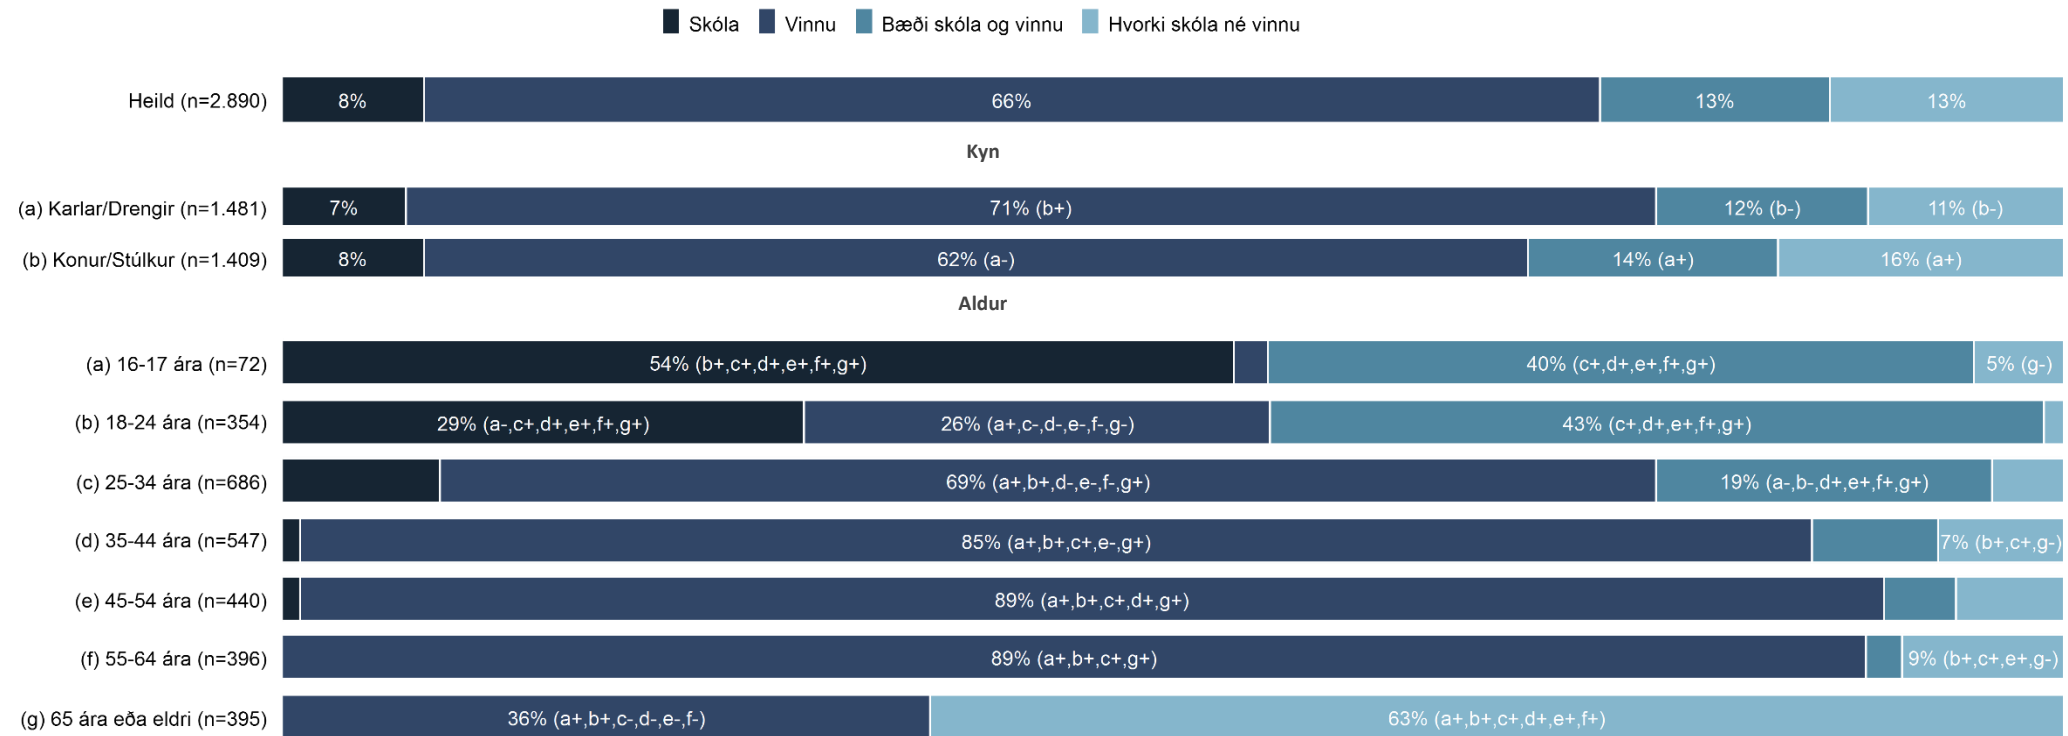 Skóla Vinnu Bæði skóla og vinnu Hvorki skóla né vinnu
Heild (n=2.890) 8% 66% 13% 13%
Kyn
(a) Karlar/Drengir (n=1.481) 7% 71% (b+) 12% (b-) 11% (b-)
(b) Konur/Stúlkur (n=1.409) 8% 62% (a-) 14% (a+) 16% (a+)
Aldur
(a) 16-17 ára (n=72) 54% (b+,c+,d+,e+,f+,g+) 40% (c+,d+,e+,f+,g+) 5% (g-)
(b) 18-24 ára (n=354) 29% (a-,c+,d+,e+,f+,g+) 26% (a+,c-,d-,e-,f-,g-) 43% (c+,d+,e+,f+,g+)
(c) 25-34 ára (n=686) 69% (a+,b+,d-,e-,f-,g+) 19% (a-,b-,d+,e+,f+,g+)
(d) 35-44 ára (n=547) 85% (a+,b+,c+,e-,g+) 7% (b+,c+,g-)
(e) 45-54 ára (n=440) 89% (a+,b+,c+,d+,g+)
(f) 55-64 ára (n=396) 89% (a+,b+,c+,g+) 9% (b+,c+,e+,g-)
(g) 65 ára eða eldri (n=395) 36% (a+,b+,c-,d-,e-,f-) 63% (a+,b+,c+,d+,e+,f+)